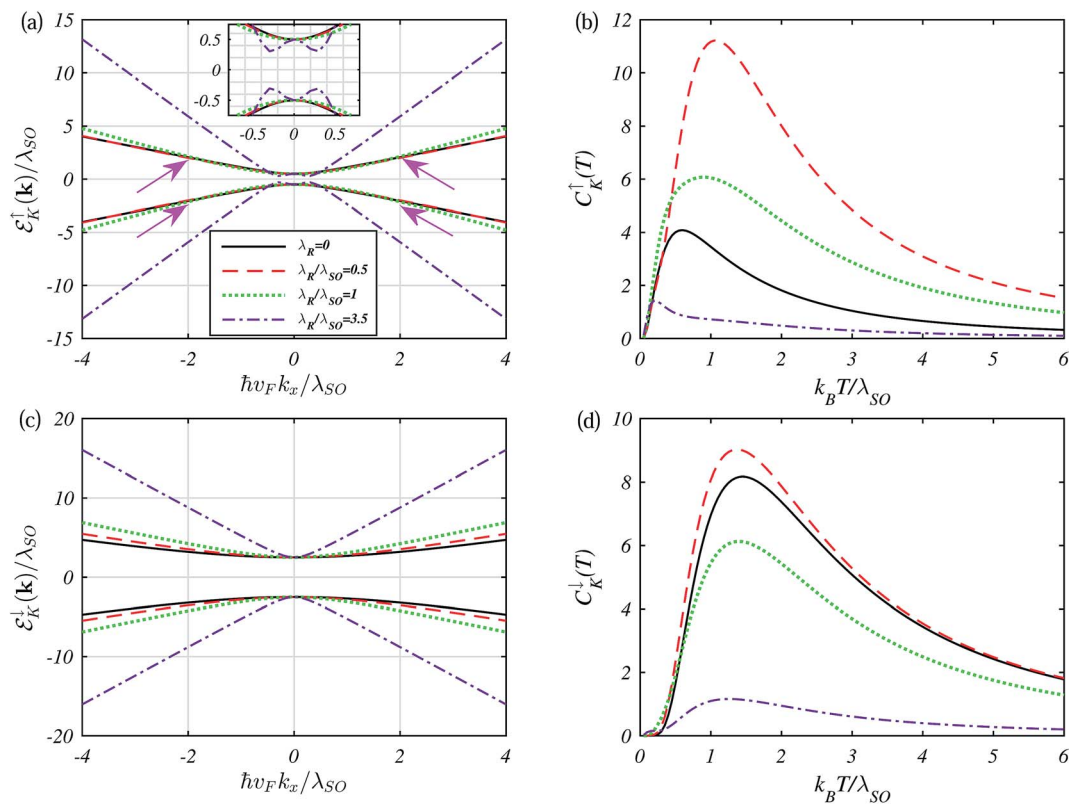 (a)
ℰ_K^↑(k)/λ_SO
15
10
5
0
-5
-10
-15
0.5
0
-0.5
-0.5 0 0.5
λ_R=0
λ_R/λ_SO=0.5
λ_R/λ_SO=1
λ_R/λ_SO=3.5
-4 -2 0 2 4
ħv_F k_x/λ_SO
(b)
C_K^↑(T)
12
10
8
6
4
2
0
0 1 2 3 4 5 6
k_B T/λ_SO
(c)
ℰ_K^↓(k)/λ_SO
20
10
0
-10
-20
-4 -2 0 2 4
ħv_F k_x/λ_SO
(d)
C_K^↓(T)
10
8
6
4
2
0
0 1 2 3 4 5 6
k_B T/λ_SO